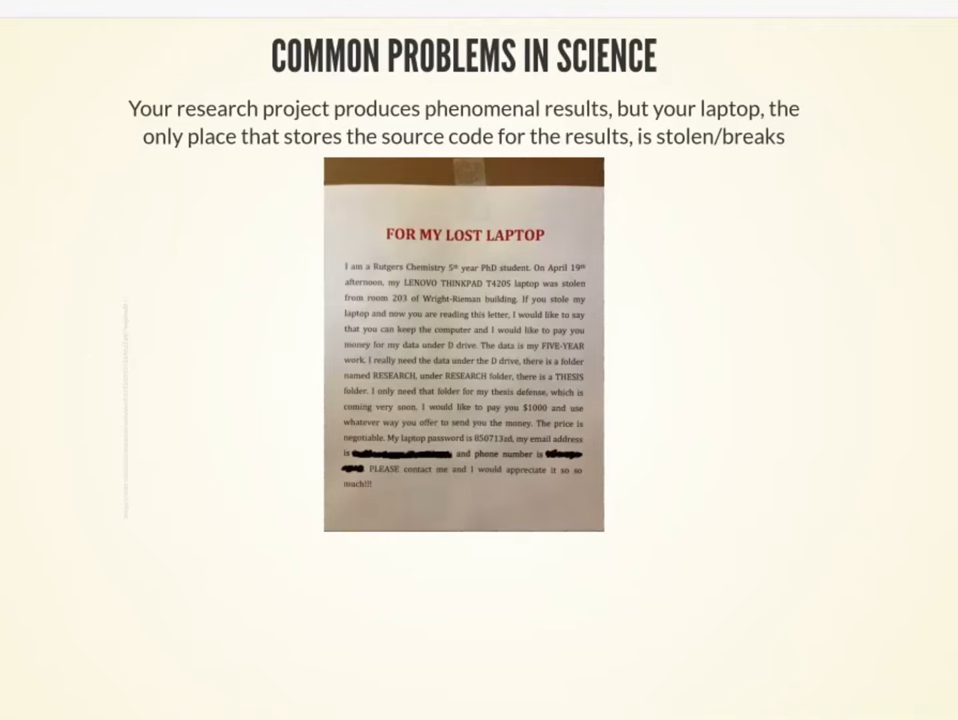 COMMON PROBLEMS IN SCIENCE
Your research project produces phenomenal results, but your laptop, the
only place that stores the source code for the results, is stolen/breaks
FOR MY LOST LAPTOP
I am a Rutgers Chemistry 5th year PhD student. On April 19th
afternoon, my LENOVO THINKPAD T420S laptop was stolen
from room 203 of Wright-Rieman building. If you stole my
laptop and now you are reading this letter, I would like to say
that you can keep the computer and I would like to pay you
money for my data under D drive. The data is my FIVE-YEAR
work. I really need the data under the D drive, there is a folder
named RESEARCH, under RESEARCH folder, there is a THESIS
folder. I only need that folder for my thesis defense, which is
coming very soon. I would like to pay you $1000 and use
whatever way you offer to send you the money. The price is
negotiable. My laptop password is 850713ad, my email address
is and phone number is
PLEASE contact me and I would appreciate it so so
much!!!